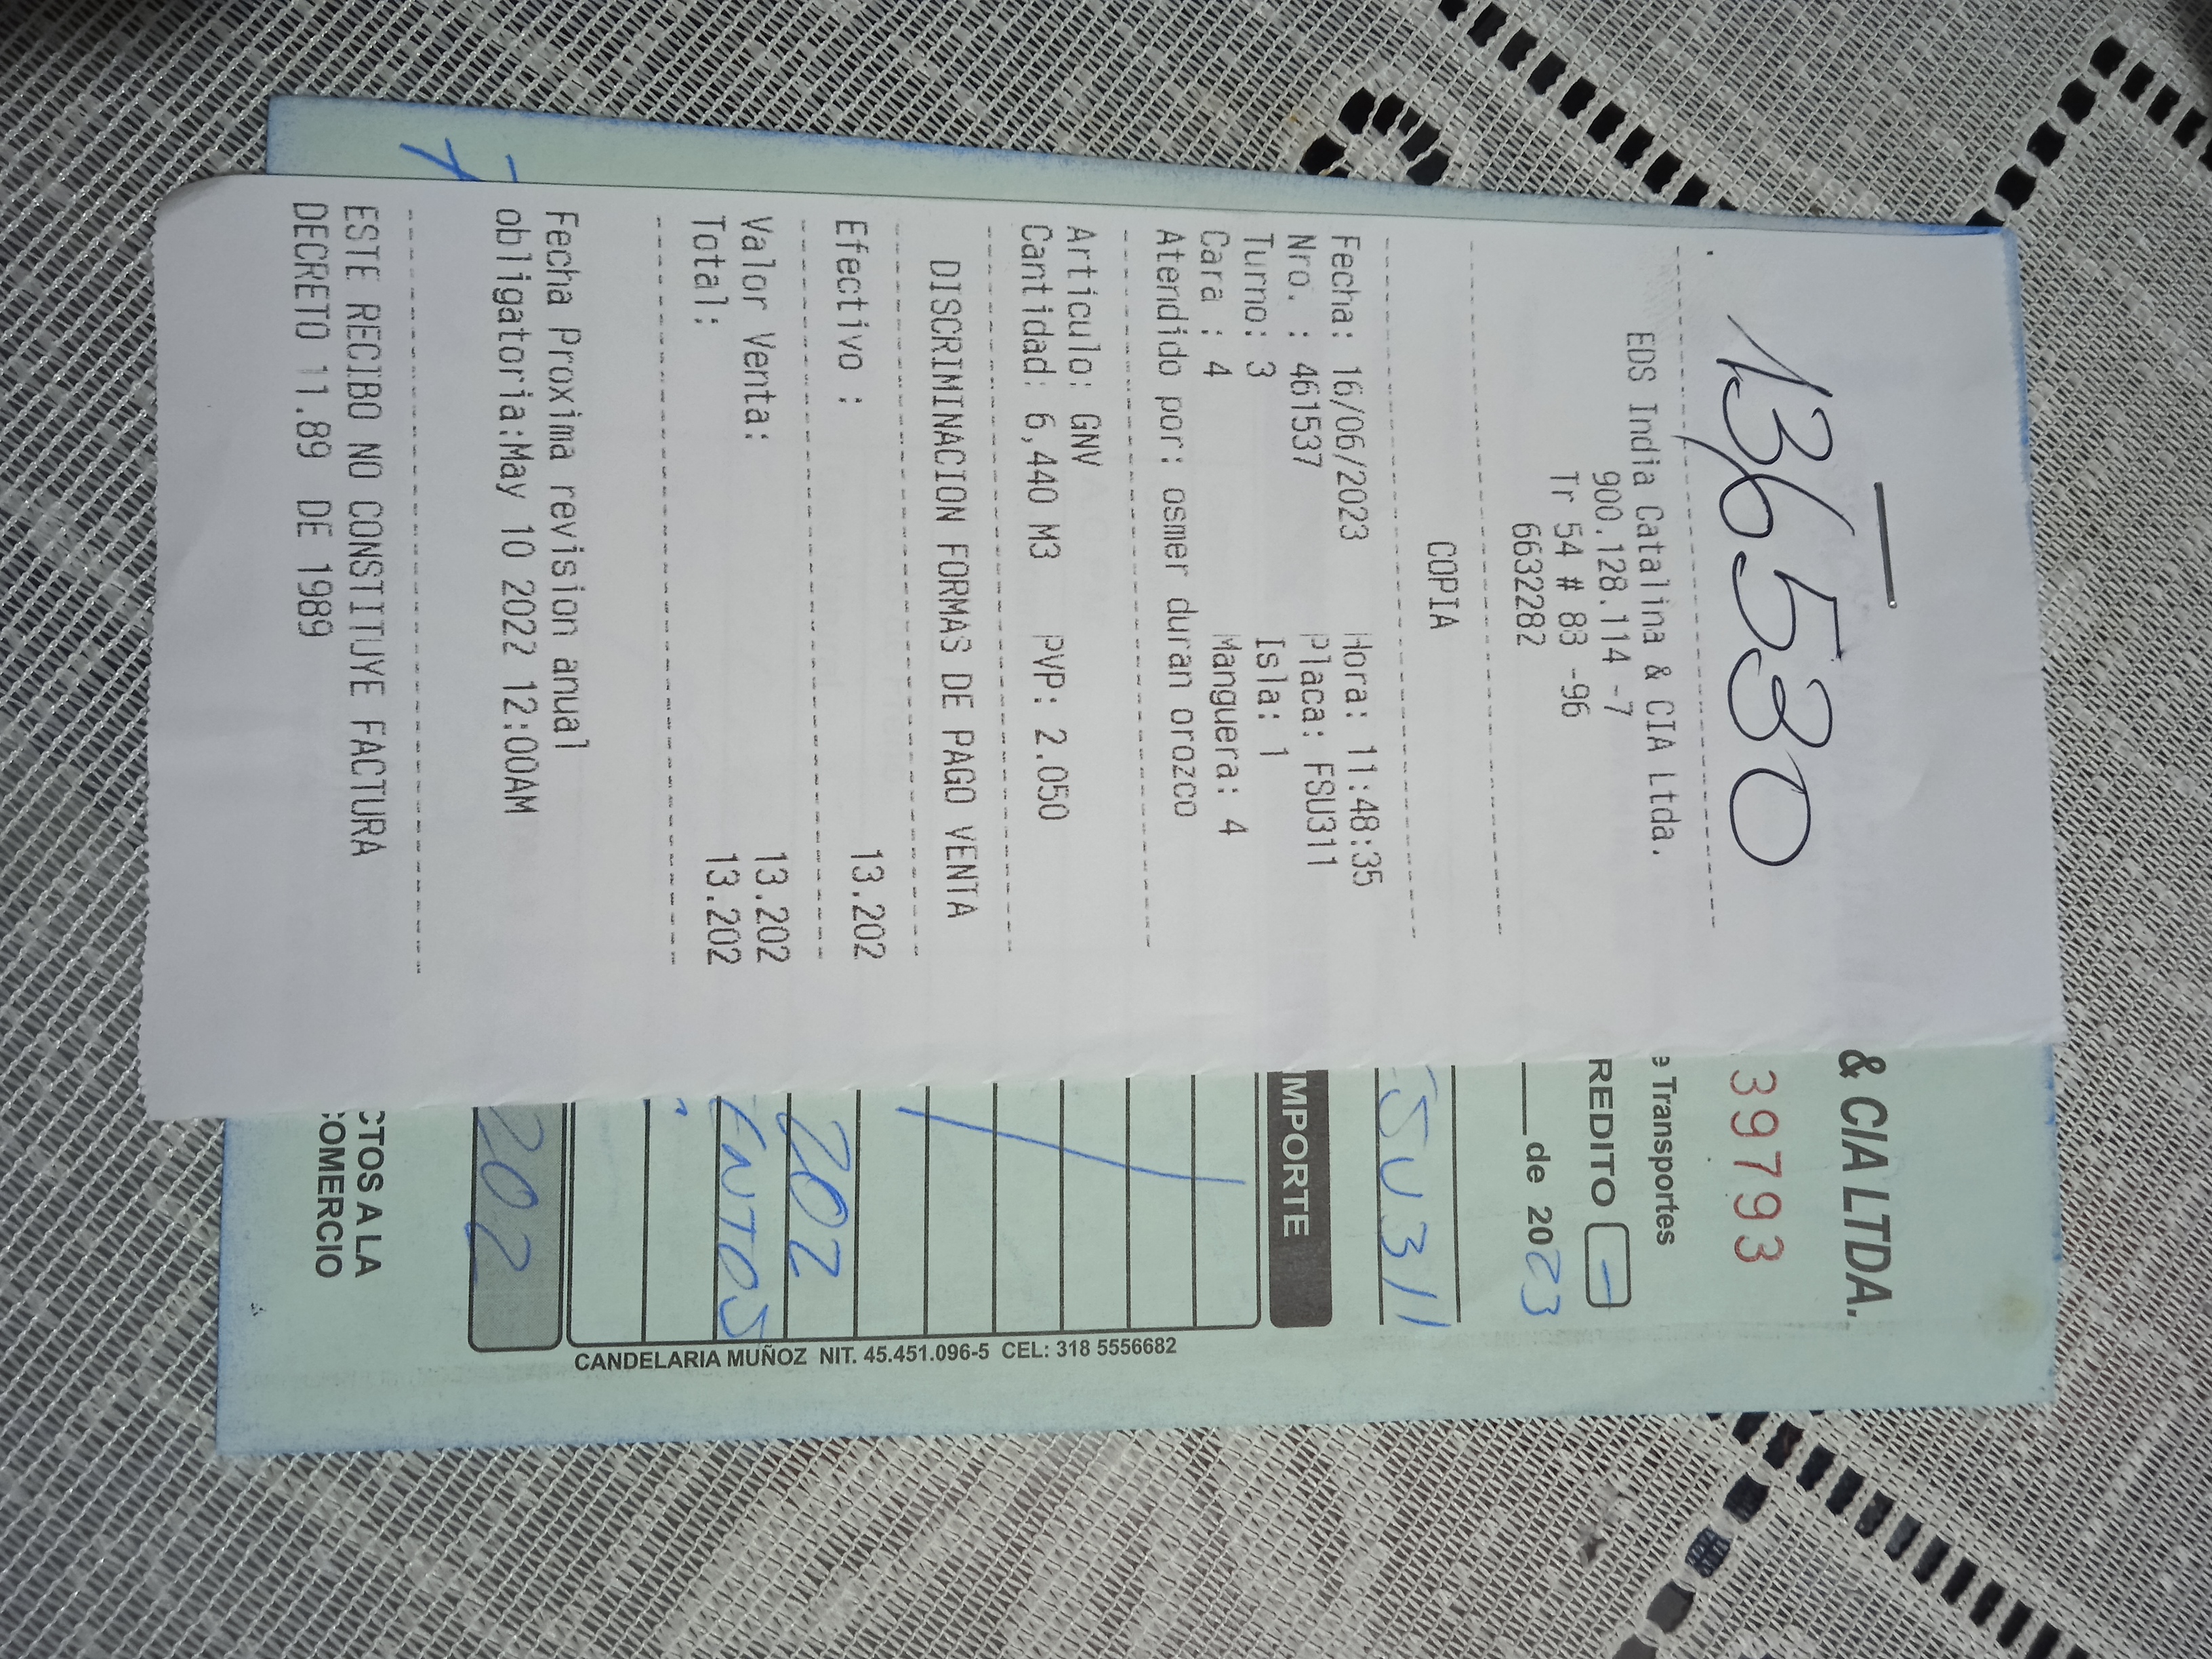 136530
EDS India Catalina & CIA Ltda.
900.128.114 -7
Tr 54 # 83 -96
6632282
COPIA
Fecha: 16/06/2023 Hora: 11:48:35
Nro. : 461537 Placa: FSU311
Turno: 3 Isla: 1
Cara : 4 Manguera: 4
Atendido por: osmer duran orozco
Articulo: GNV
Cantidad: 6,440 M3 PVP: 2.050
DISCRIMINACION FORMAS DE PAGO VENTA
Efectivo : 13.202
Valor Venta: 13.202
Total: 13.202
Fecha Proxima revision anual
obligatoria:May 10 2022 12:00AM
ESTE RECIBO NO CONSTITUYE FACTURA
DECRETO 11.89 DE 1989
& CIA LTDA.
39793
e Transportes
REDITO
de 2023
SU311
IMPORTE
202
ENTOS
202
CTOS A LA
COMERCIO
CANDELARIA MUÑOZ NIT. 45.451.096-5 CEL: 318 5556682